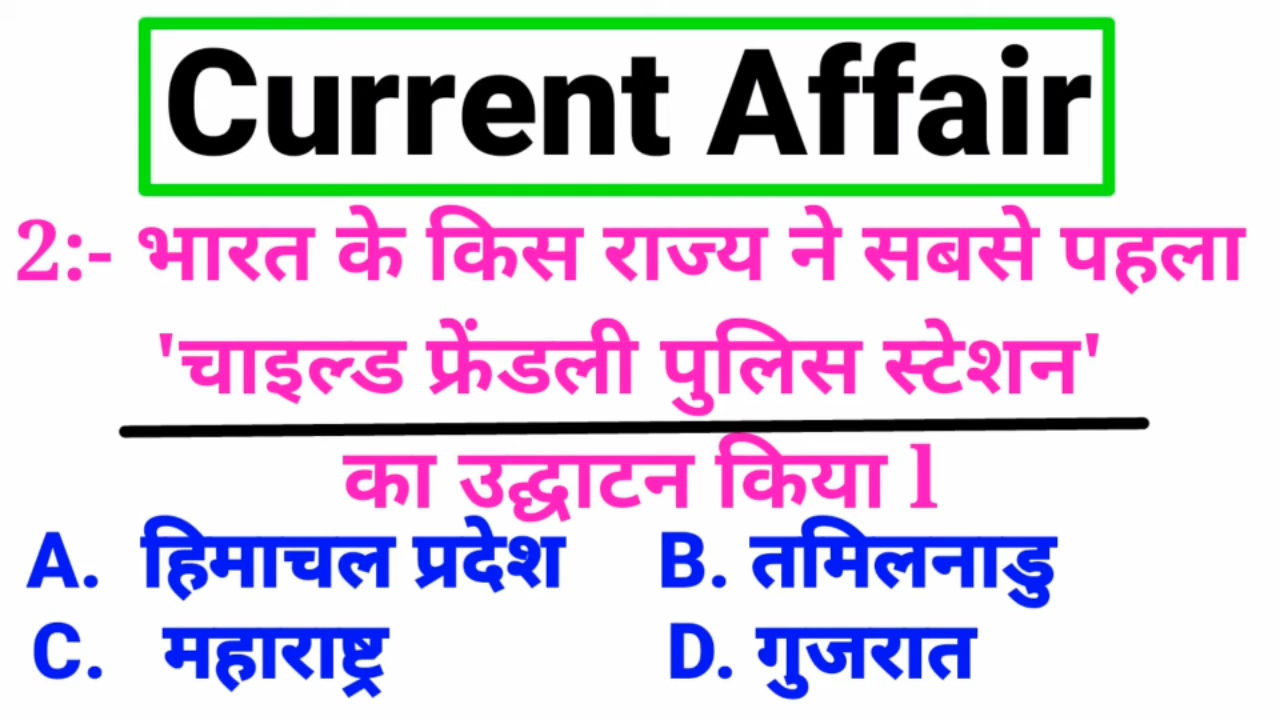 Current Affair
2:- भारत के किस राज्य ने सबसे पहला
'चाइल्ड फ्रेंडली पुलिस स्टेशन'
का उद्घाटन किया l
A. हिमाचल प्रदेश B. तमिलनाडु
C. महाराष्ट्र D. गुजरात